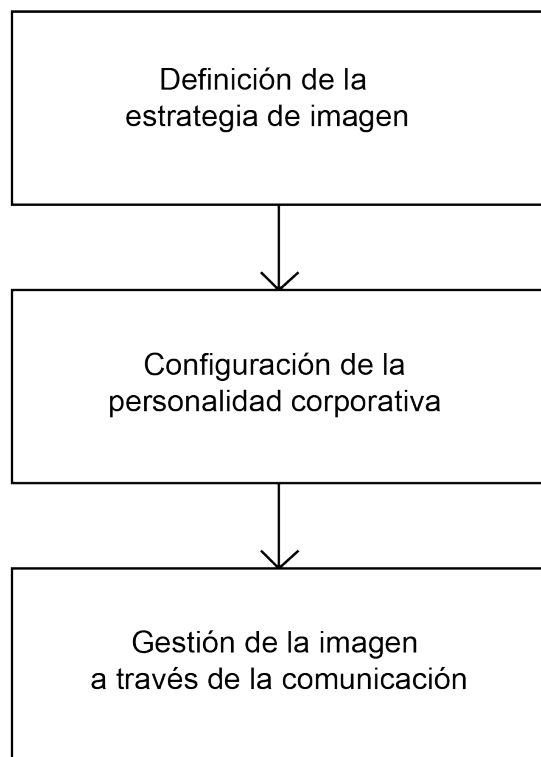 Definición de la
estrategia de imagen
Configuración de la
personalidad corporativa
Gestión de la imagen
a través de la comunicación